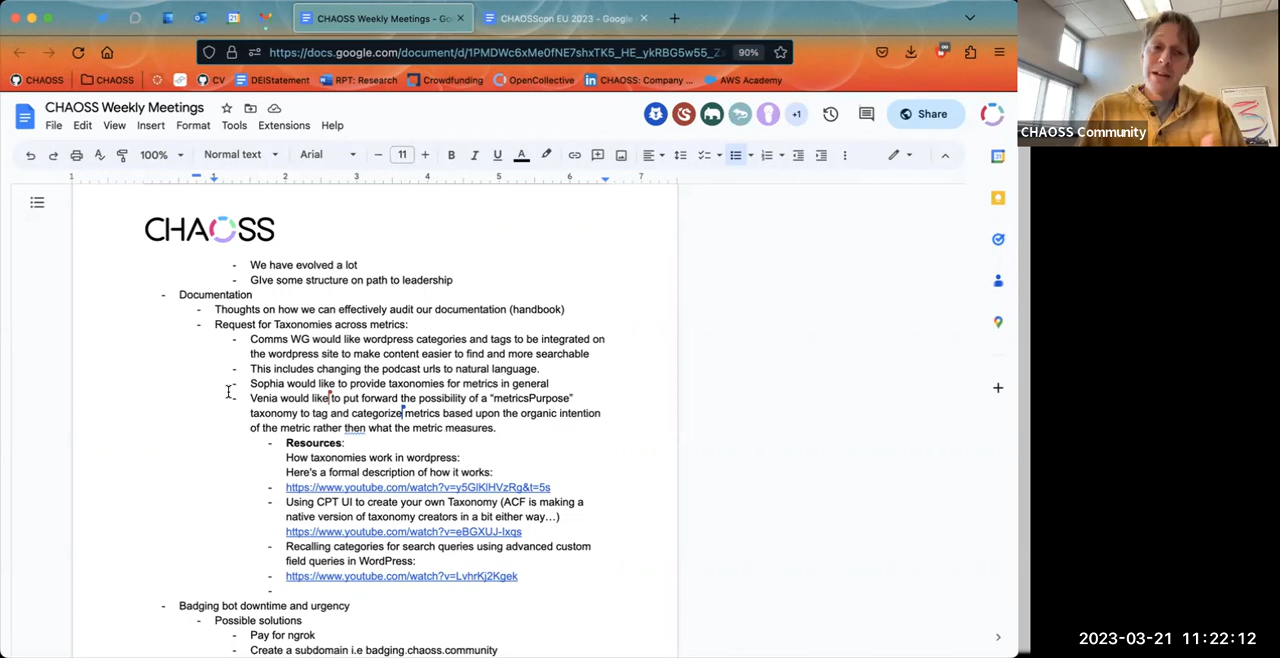 CHAOSS Weekly Meetings - Go
CHAOSScon EU 2023 - Google
https://docs.google.com/document/d/1PMDWc6xMe0fNE7shxTK5_HE_ykRBG5w55_Z
90%
CHAOSS
CHAOSS
CV
DEIStatement
RPT: Research
Crowdfunding
OpenCollective
CHAOSS: Company ...
AWS Academy
CHAOSS Weekly Meetings
File Edit View Insert Format Tools Extensions Help
+1
Share
100%
Normal text
Arial
11
1 1 2 3 4 5 6 7
CHAOSS
- We have evolved a lot
- GIve some structure on path to leadership
- Documentation
- Thoughts on how we can effectively audit our documentation (handbook)
- Request for Taxonomies across metrics:
- Comms WG would like wordpress categories and tags to be integrated on
the wordpress site to make content easier to find and more searchable
- This includes changing the podcast urls to natural language.
- Sophia would like to provide taxonomies for metrics in general
- Venia would like to put forward the possibility of a “metricsPurpose”
taxonomy to tag and categorize metrics based upon the organic intention
of the metric rather then what the metric measures.
- Resources:
How taxonomies work in wordpress:
Here's a formal description of how it works:
- https://www.youtube.com/watch?v=y5GlKlHVzRg&t=5s
- Using CPT UI to create your own Taxonomy (ACF is making a
native version of taxonomy creators in a bit either way…)
https://www.youtube.com/watch?v=eBGXUJ-Ixqs
- Recalling categories for search queries using advanced custom
field queries in WordPress:
- https://www.youtube.com/watch?v=LvhrKj2Kgek
-
- Badging bot downtime and urgency
- Possible solutions
- Pay for ngrok
- Create a subdomain i.e badging.chaoss.community
CHAOSS Community
2023-03-21 11:22:12